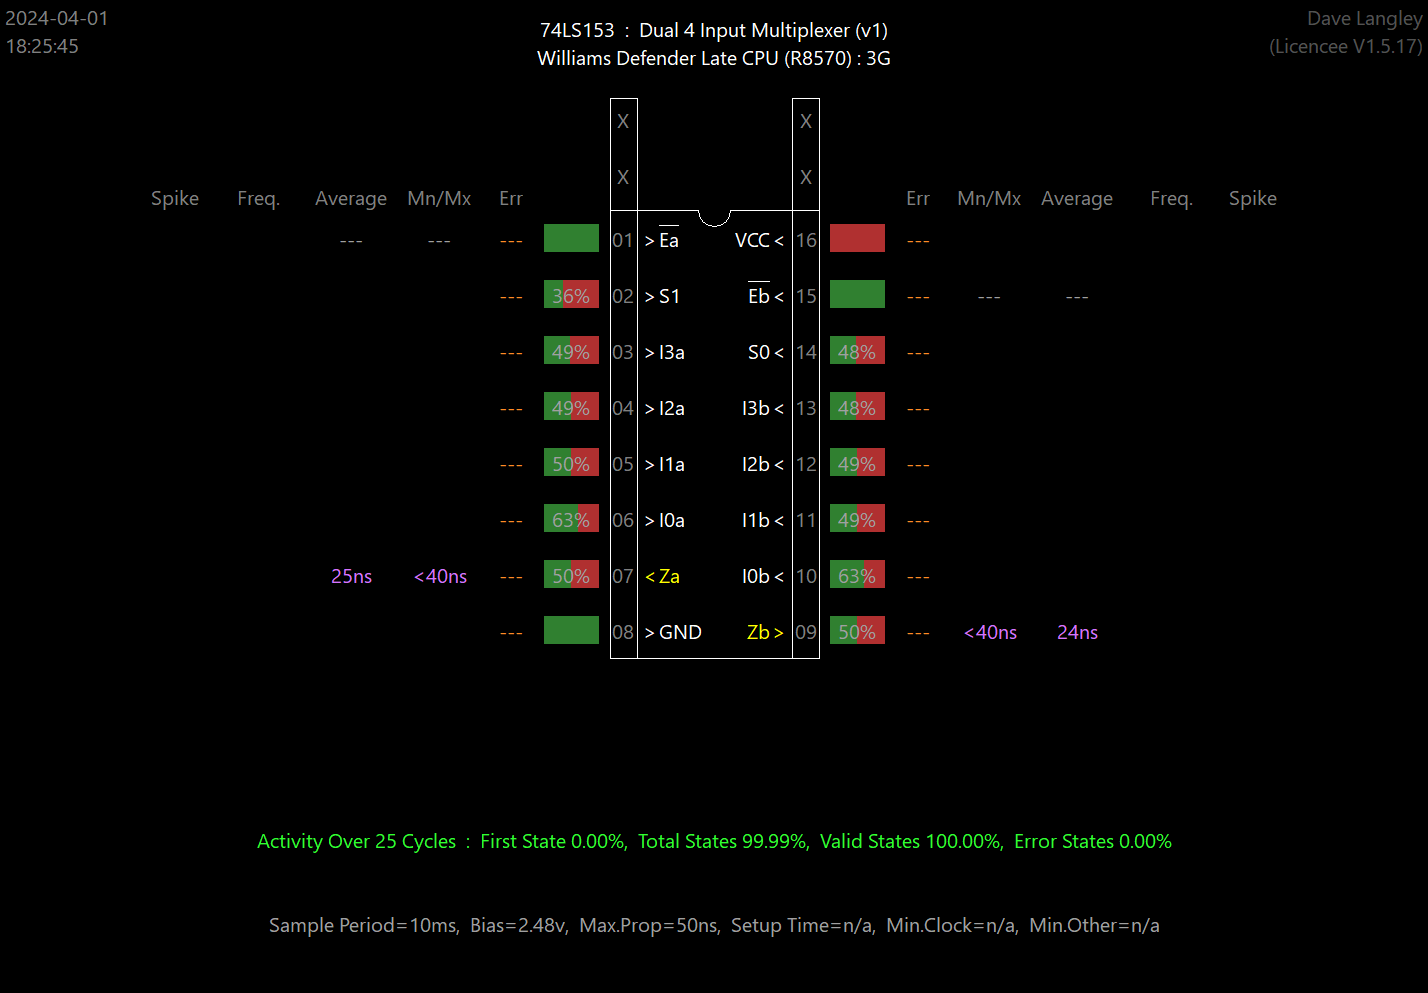 2024-04-01
18:25:45
74LS153 : Dual 4 Input Multiplexer (v1)
Williams Defender Late CPU (R8570) : 3G
Dave Langley
(Licencee V1.5.17)
X X
X X
Spike Freq. Average Mn/Mx Err Err Mn/Mx Average Freq. Spike
--- --- --- 01 > Ea VCC < 16 ---
--- 36% 02 > S1 Eb < 15 --- --- ---
--- 49% 03 > I3a S0 < 14 48% ---
--- 49% 04 > I2a I3b < 13 48% ---
--- 50% 05 > I1a I2b < 12 49% ---
--- 63% 06 > I0a I1b < 11 49% ---
25ns <40ns --- 50% 07 < Za I0b < 10 63% ---
--- 08 > GND Zb > 09 50% --- <40ns 24ns
Activity Over 25 Cycles : First State 0.00%, Total States 99.99%, Valid States 100.00%, Error States 0.00%
Sample Period=10ms, Bias=2.48v, Max.Prop=50ns, Setup Time=n/a, Min.Clock=n/a, Min.Other=n/a